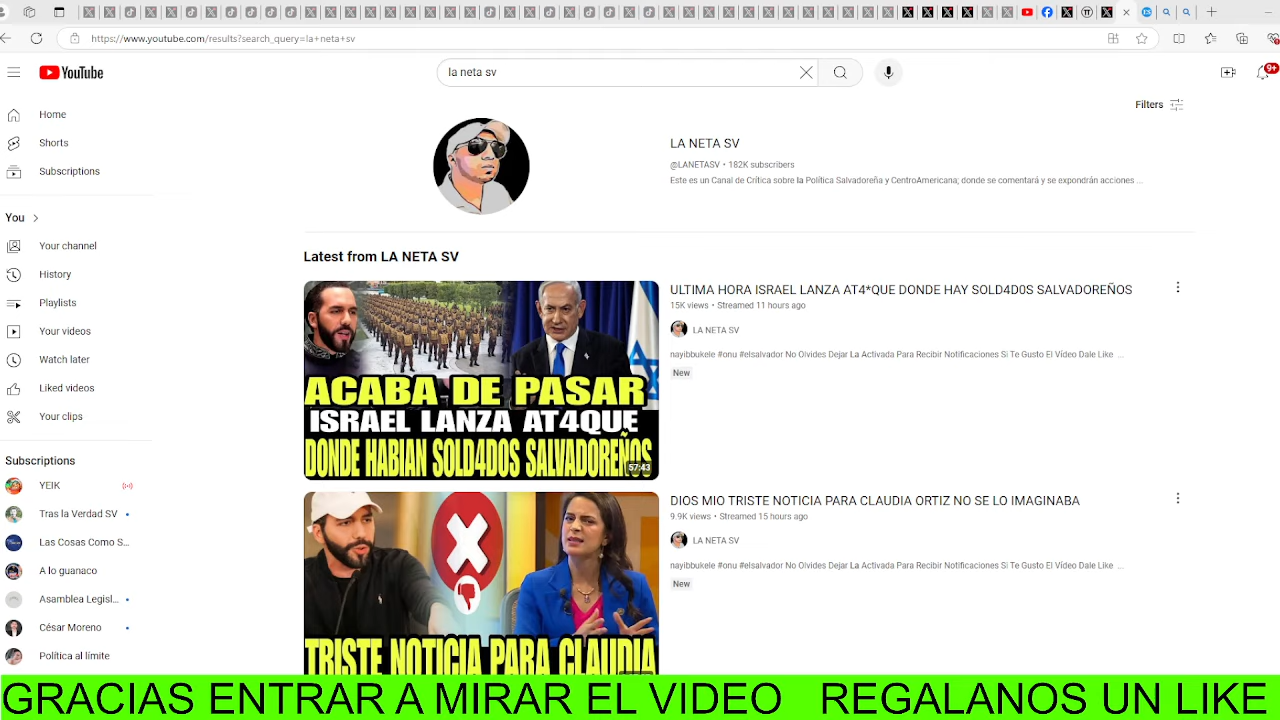 https://www.youtube.com/results?search_query=la+neta+sv
YouTube
la neta sv
9+
Filters
Home
Shorts
Subscriptions
You
Your channel
History
Playlists
Your videos
Watch later
Liked videos
Your clips
Subscriptions
YEIK
Tras la Verdad SV
Las Cosas Como S...
A lo guanaco
Asamblea Legisl...
César Moreno
Política al límite
LA NETA SV
@LANETASV • 182K subscribers
Este es un Canal de Crítica sobre la Política Salvadoreña y CentroAmericana; donde se comentará y se expondrán acciones ...
Latest from LA NETA SV
ACABA DE PASAR
ISRAEL LANZA AT4QUE
DONDE HABIAN SOLD4DOS SALVADOREÑOS
57:43
ULTIMA HORA ISRAEL LANZA AT4*QUE DONDE HAY SOLD4D0S SALVADOREÑOS
15K views • Streamed 11 hours ago
LA NETA SV
nayibbukele #onu #elsalvador No Olvides Dejar La Activada Para Recibir Notificaciones Si Te Gusto El Vídeo Dale Like ...
New
TRISTE NOTICIA PARA CLAUDIA
DIOS MIO TRISTE NOTICIA PARA CLAUDIA ORTIZ NO SE LO IMAGINABA
9.9K views • Streamed 15 hours ago
LA NETA SV
nayibbukele #onu #elsalvador No Olvides Dejar La Activada Para Recibir Notificaciones Si Te Gusto El Vídeo Dale Like ...
New
GRACIAS ENTRAR A MIRAR EL VIDEO REGALANOS UN LIKE